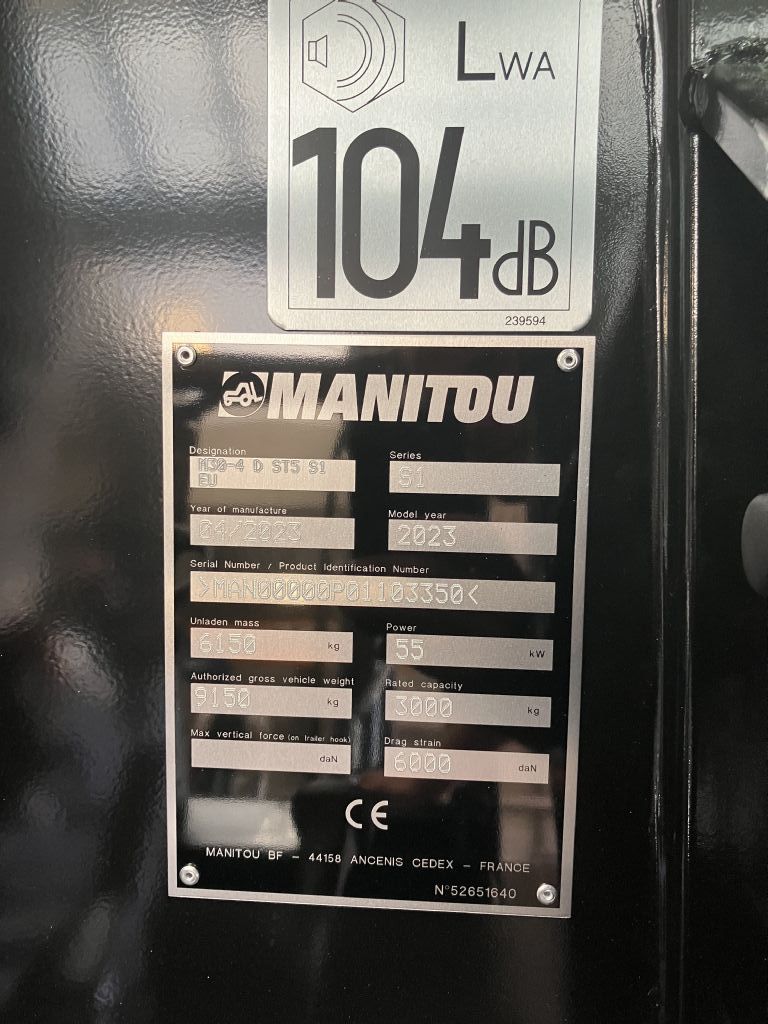 LWA
104dB
239594
MANITOU
Designation
M30-4 D ST5 S1
EU
Series
S1
Year of manufacture
04/2023
Model year
2023
Serial Number / Product Identification Number
>MAN00000P01103350<
Unladen mass
6150 kg
Power
55 kW
Authorized gross vehicle weight
9150 kg
Rated capacity
3000 kg
Max vertical force (on trailer hook)
daN
Drag strain
6000 daN
CE
MANITOU BF - 44158 ANCENIS CEDEX - FRANCE
N°52651640